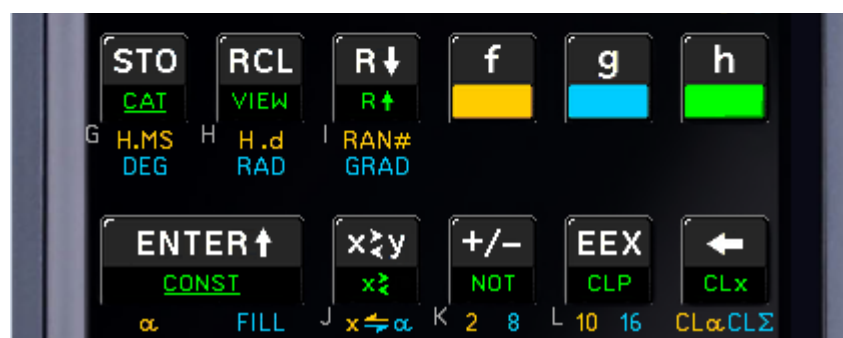 STO RCL R↓ f g h
CAT VIEW R↑
G H.MS H H.d I RAN#
DEG RAD GRAD
ENTER↑ x≷y +/− EEX ←
CONST x≷ NOT CLP CLx
α FILL J x⇆α K 2 8 L 10 16 CLα CLΣ